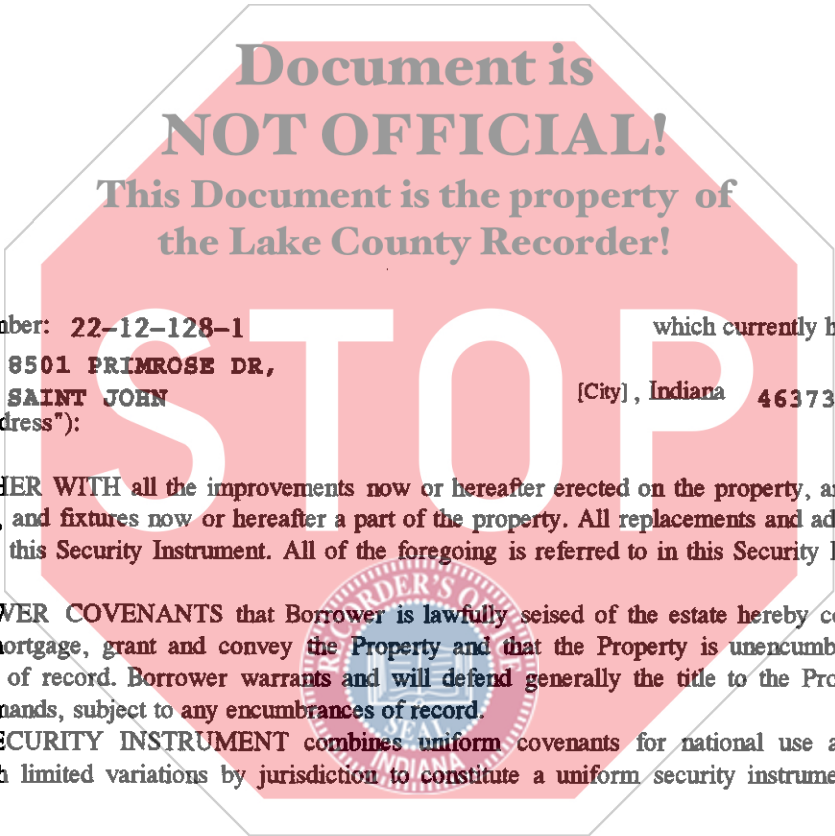 Document is
NOT OFFICIAL!
This Document is the property of
the Lake County Recorder!
STOP
ber: 22-12-128-1 which currently h
8501 PRIMROSE DR,
SAINT JOHN [City] , Indiana 46373
dress"):
HER WITH all the improvements now or hereafter erected on the property, a
, and fixtures now or hereafter a part of the property. All replacements and ad
this Security Instrument. All of the foregoing is referred to in this Security I
WER COVENANTS that Borrower is lawfully seised of the estate hereby c
ortgage, grant and convey the Property and that the Property is unencumb
of record. Borrower warrants and will defend generally the title to the Pro
mands, subject to any encumbrances of record.
ECURITY INSTRUMENT combines uniform covenants for national use a
h limited variations by jurisdiction to constitute a uniform security instrume
RECORDER'S OFFICE
SEAL
INDIANA